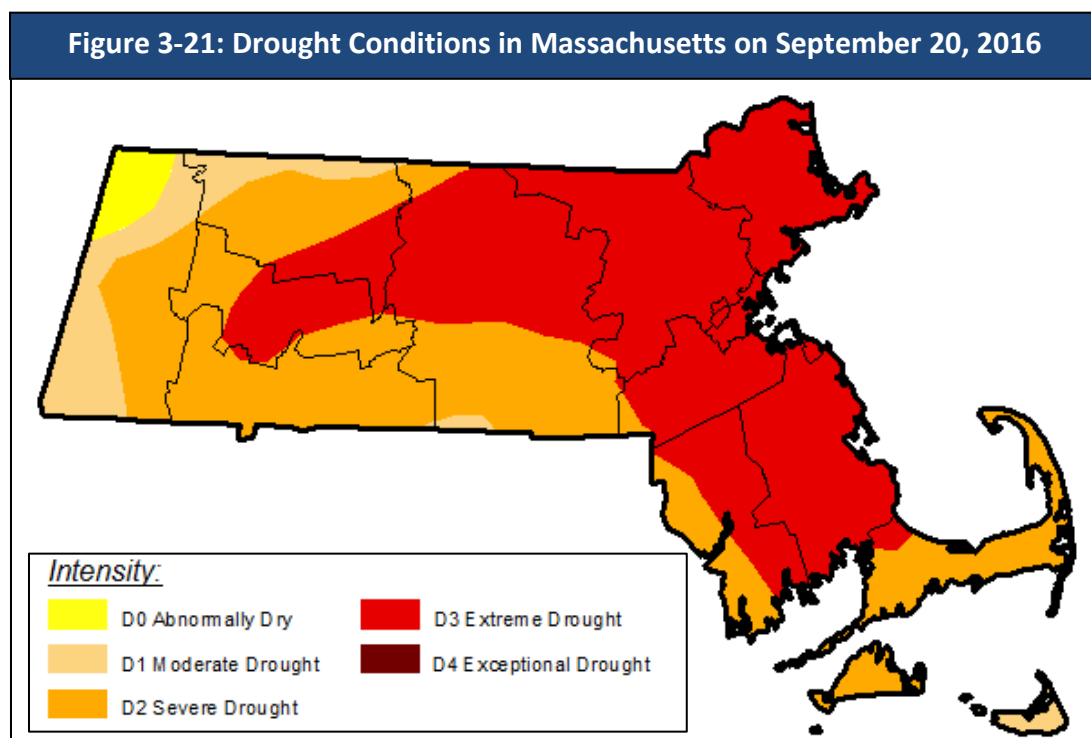 Figure 3-21: Drought Conditions in Massachusetts on September 20, 2016
Intensity:
D0 Abnormally Dry
D1 Moderate Drought
D2 Severe Drought
D3 Extreme Drought
D4 Exceptional Drought